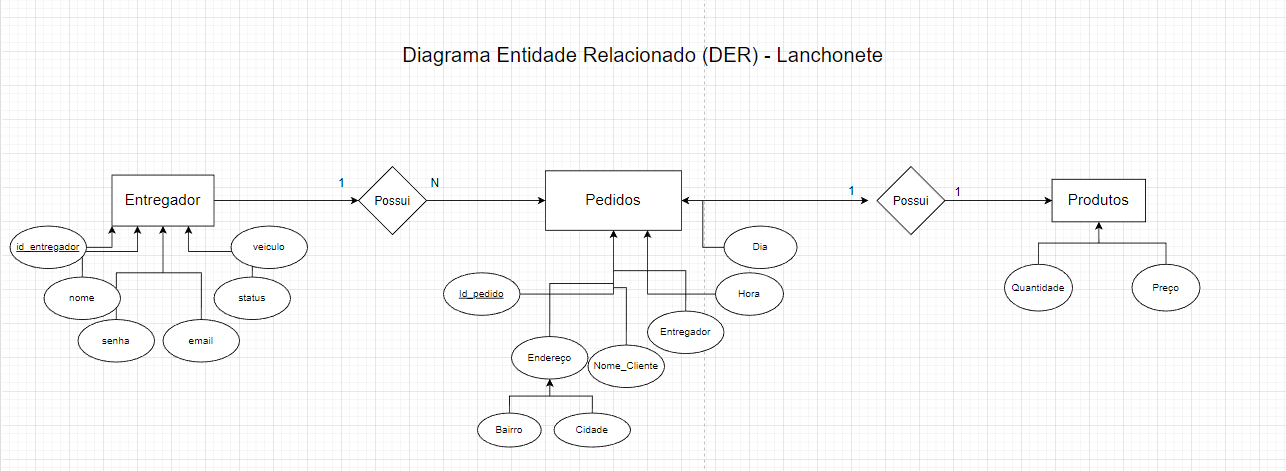 Diagrama Entidade Relacionado (DER) - Lanchonete
Entregador
1
Possui
N
Pedidos
1
Possui
1
Produtos
id_entregador
veiculo
nome
status
senha
email
Id_pedido
Dia
Hora
Entregador
Endereço
Nome_Cliente
Bairro
Cidade
Quantidade
Preço